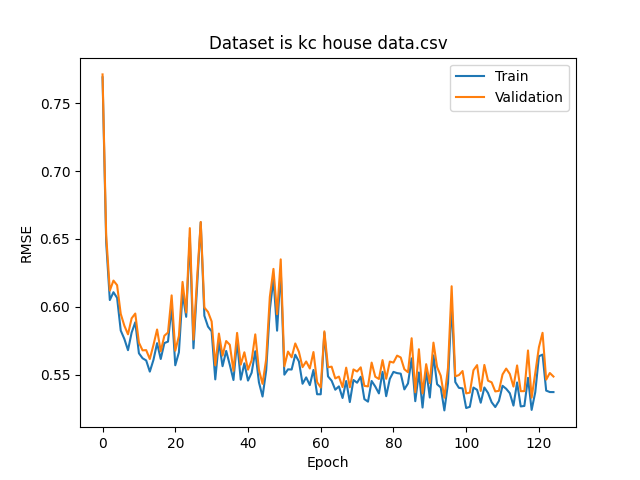 Dataset is kc house data.csv
Train
Validation
RMSE
0.75
0.70
0.65
0.60
0.55
0 20 40 60 80 100 120
Epoch